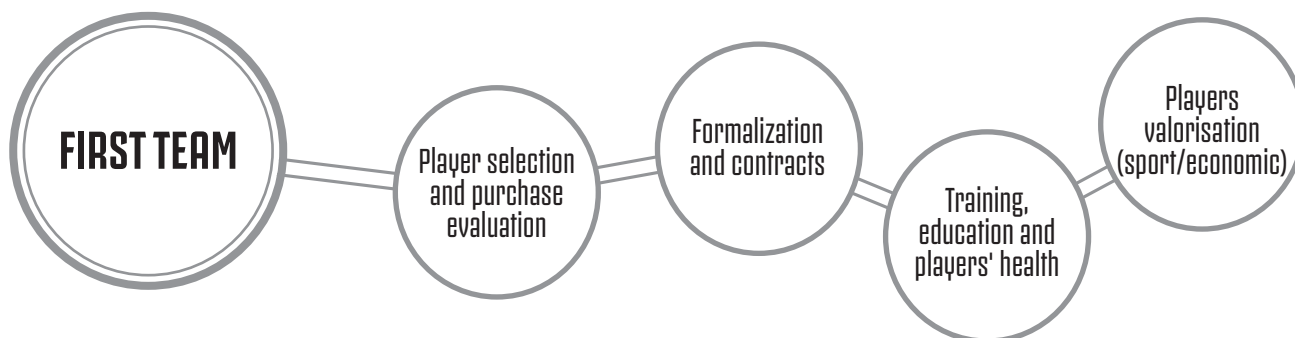 FIRST TEAM
Player selection
and purchase
evaluation
Formalization
and contracts
Training,
education and
players' health
Players
valorisation
(sport/economic)